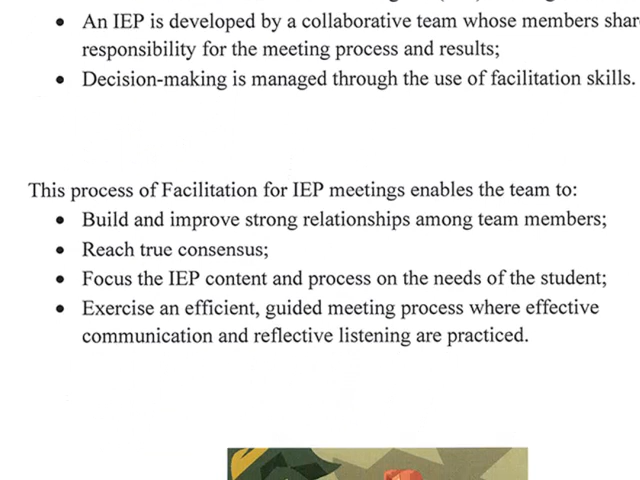 • An IEP is developed by a collaborative team whose members
responsibility for the meeting process and results;
• Decision-making is managed through the use of facilitation skills.
This process of Facilitation for IEP meetings enables the team to:
• Build and improve strong relationships among team members;
• Reach true consensus;
• Focus the IEP content and process on the needs of the student;
• Exercise an efficient, guided meeting process where effective
communication and reflective listening are practiced.